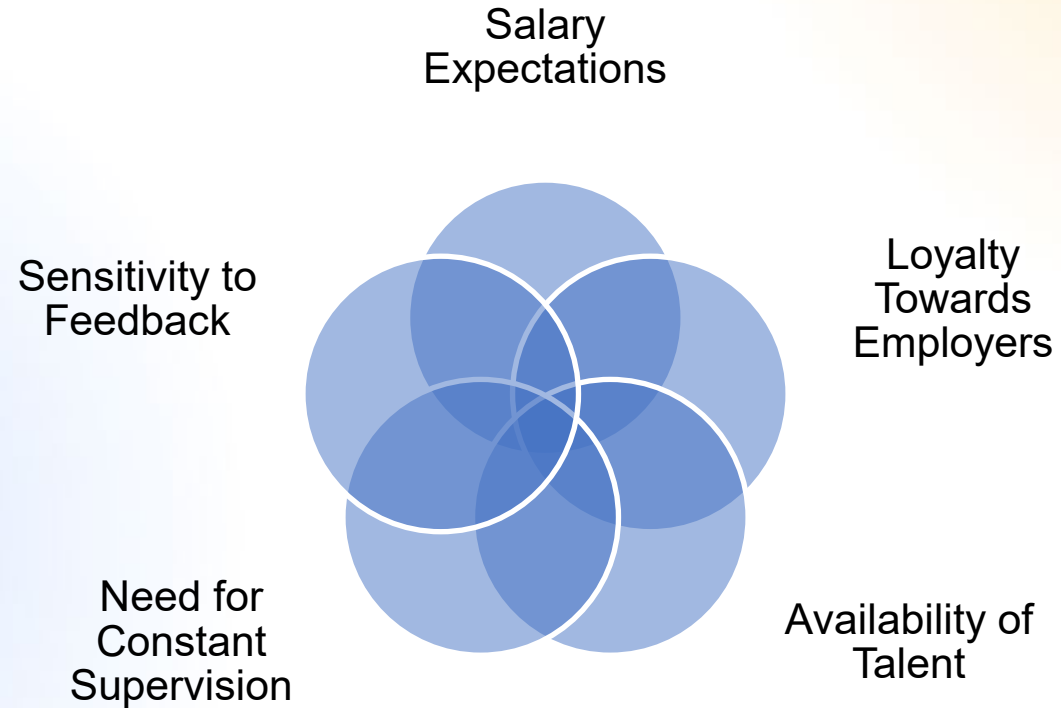 Salary
Expectations
Sensitivity to
Feedback
Loyalty
Towards
Employers
Need for
Constant
Supervision
Availability of
Talent